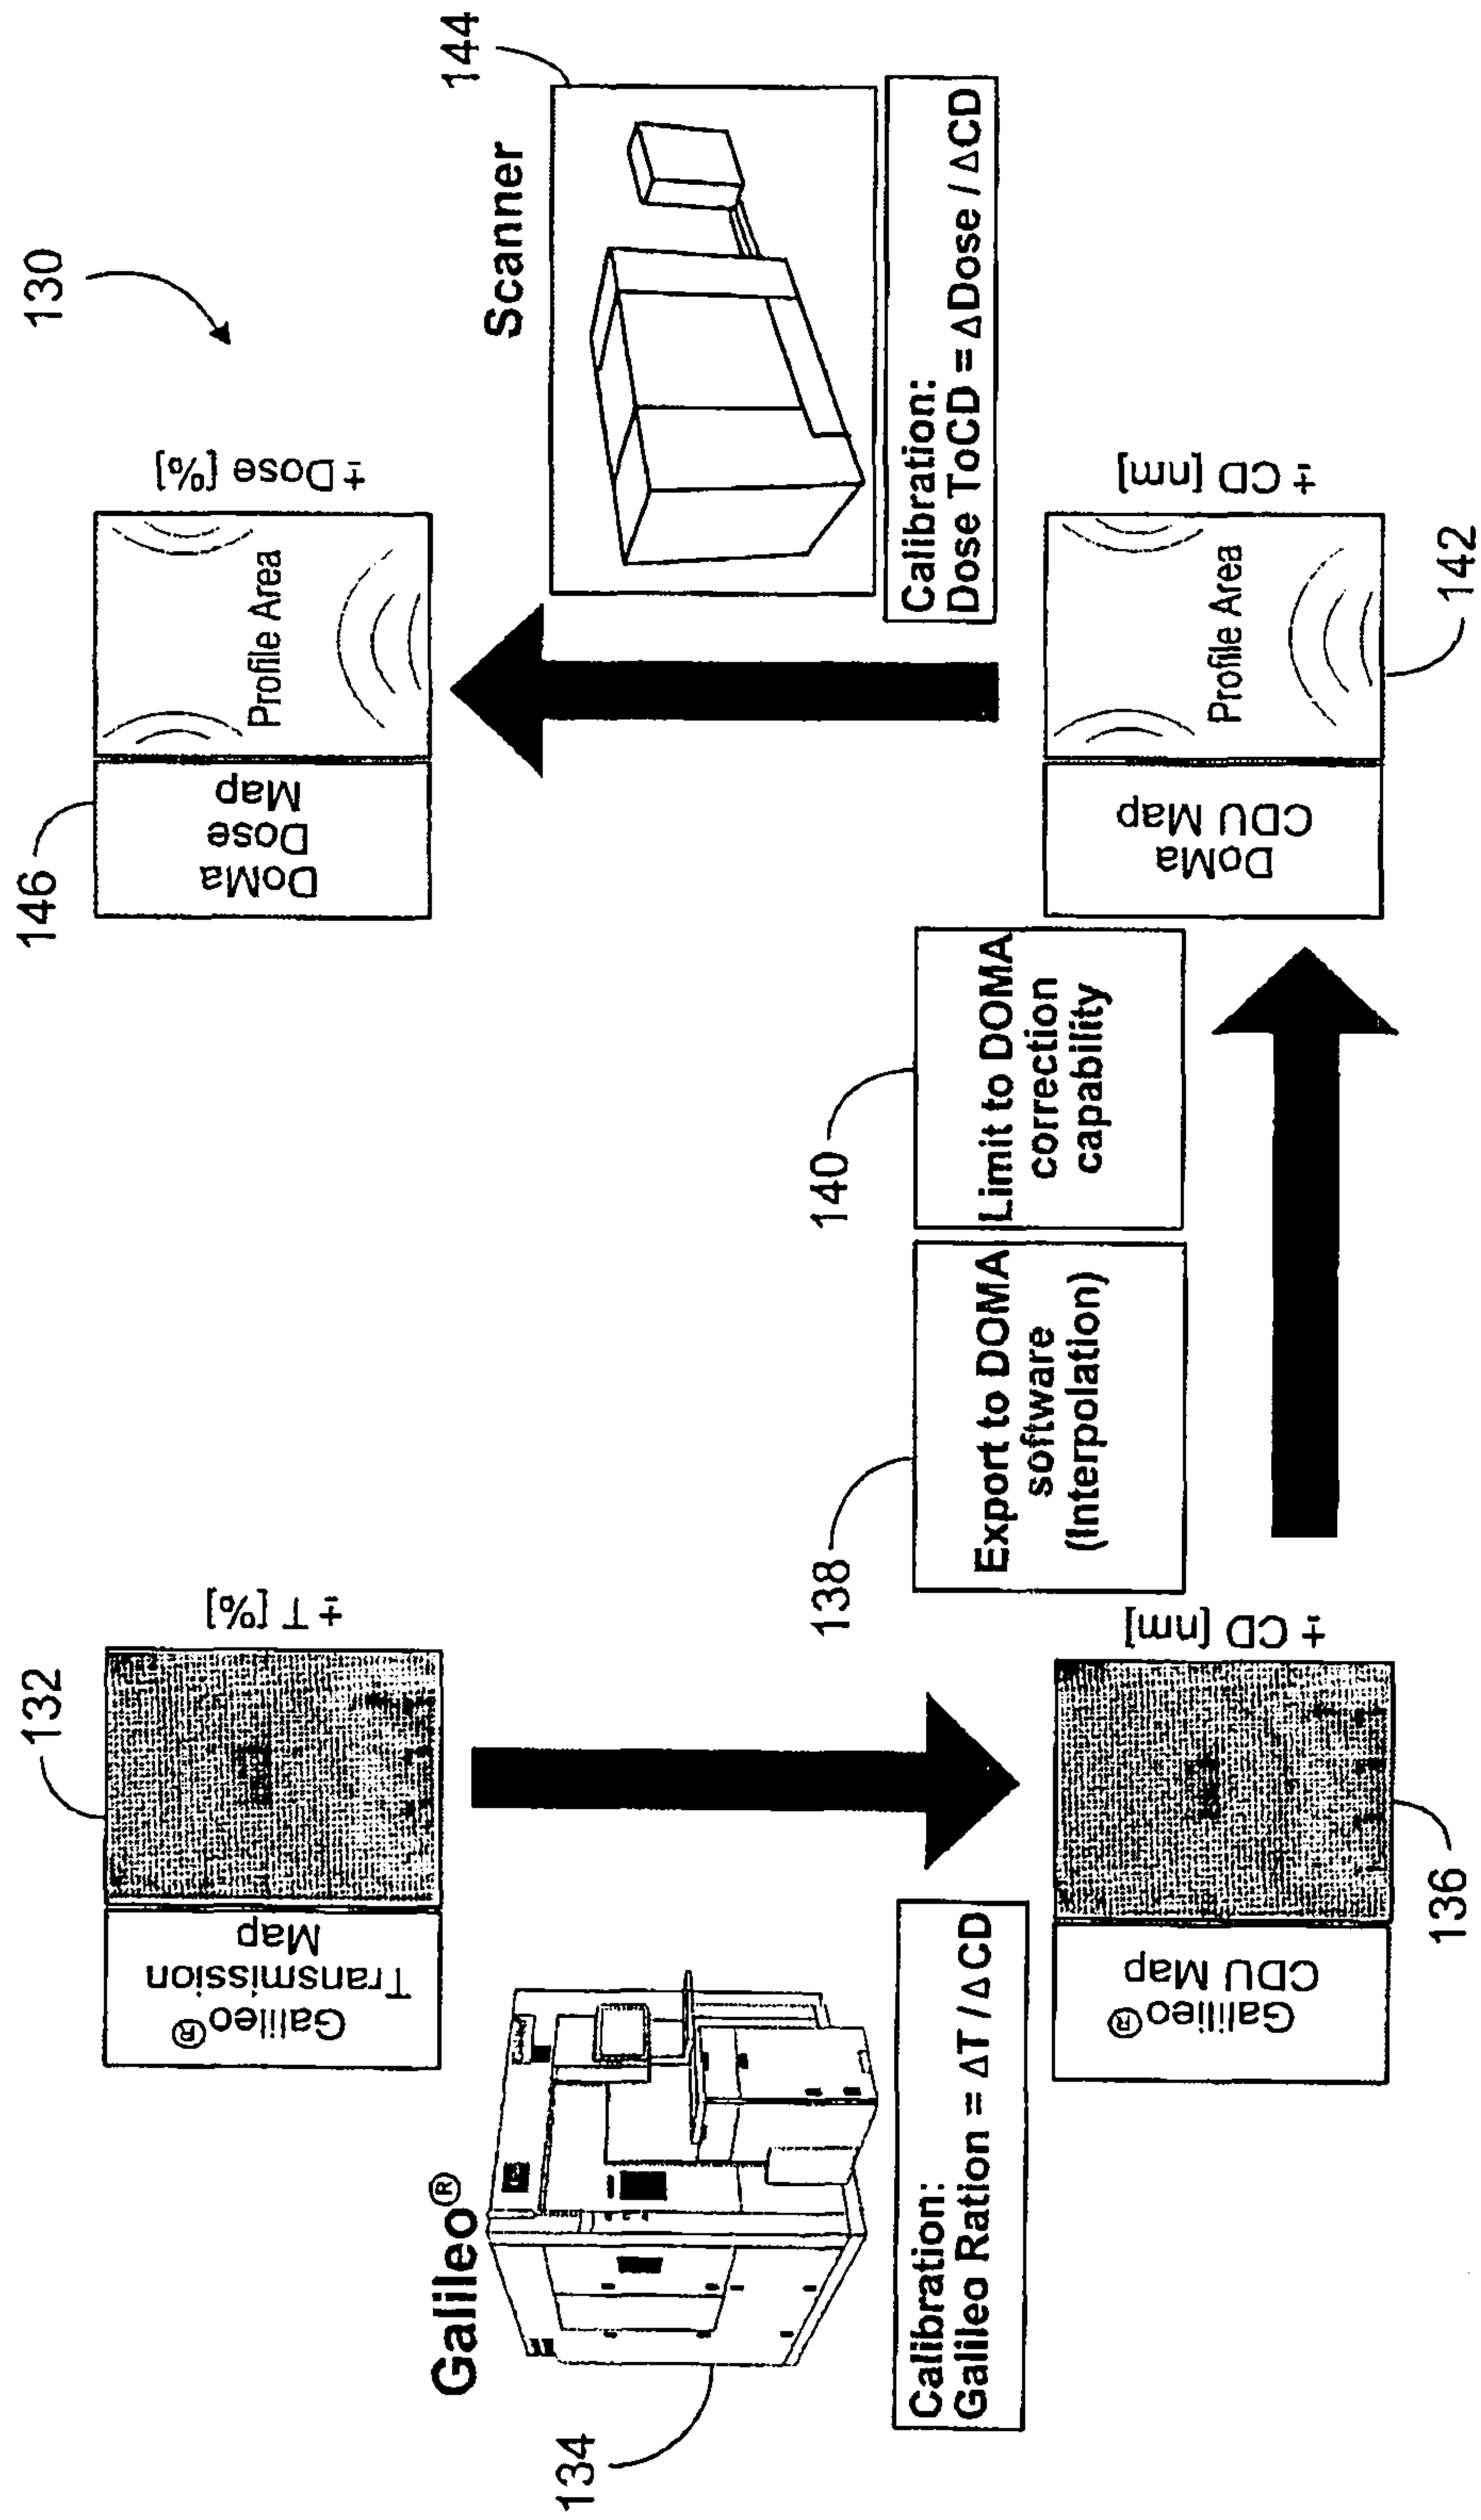 130
132
Galileo®
Transmission
Map
± T [%]
146
DoMa
Dose
Map
Profile Area
±Dose [%]
Galileo®
134
Calibration:
Galileo Ration = ΔT / Δ CD
138
Export to DOMA
software
(Interpolation)
140
Limit to DOMA
correction
capability
Scanner
144
Calibration:
Dose ToCD = ΔDose / ΔCD
Galileo®
CDU Map
± CD [nm]
136
DoMa
CDU Map
Profile Area
± CD [nm]
142